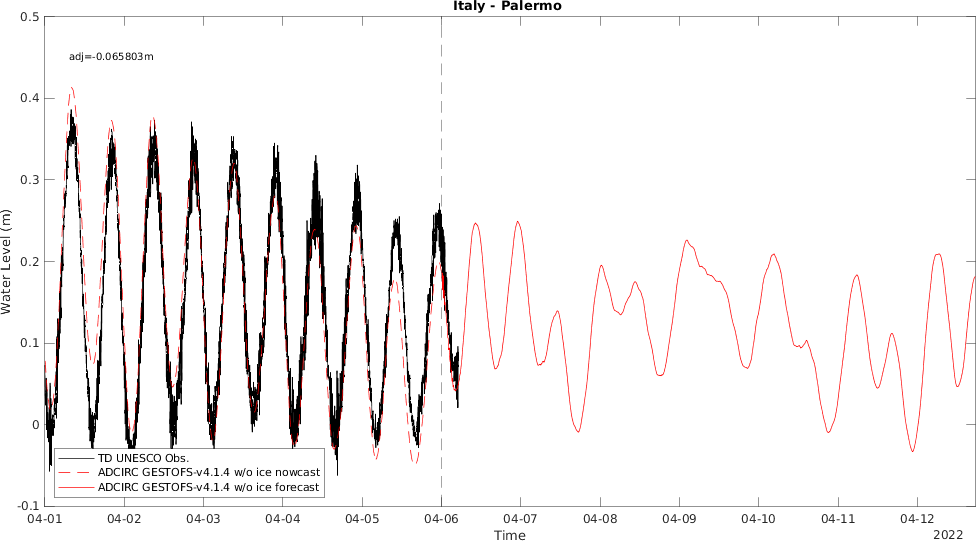 Italy - Palermo
adj=-0.065803m
0.5
0.4
0.3
0.2
0.1
0
-0.1
Water Level (m)
TD UNESCO Obs.
ADCIRC GESTOFS-v4.1.4 w/o ice nowcast
ADCIRC GESTOFS-v4.1.4 w/o ice forecast
04-01 04-02 04-03 04-04 04-05 04-06 04-07 04-08 04-09 04-10 04-11 04-12
Time
2022